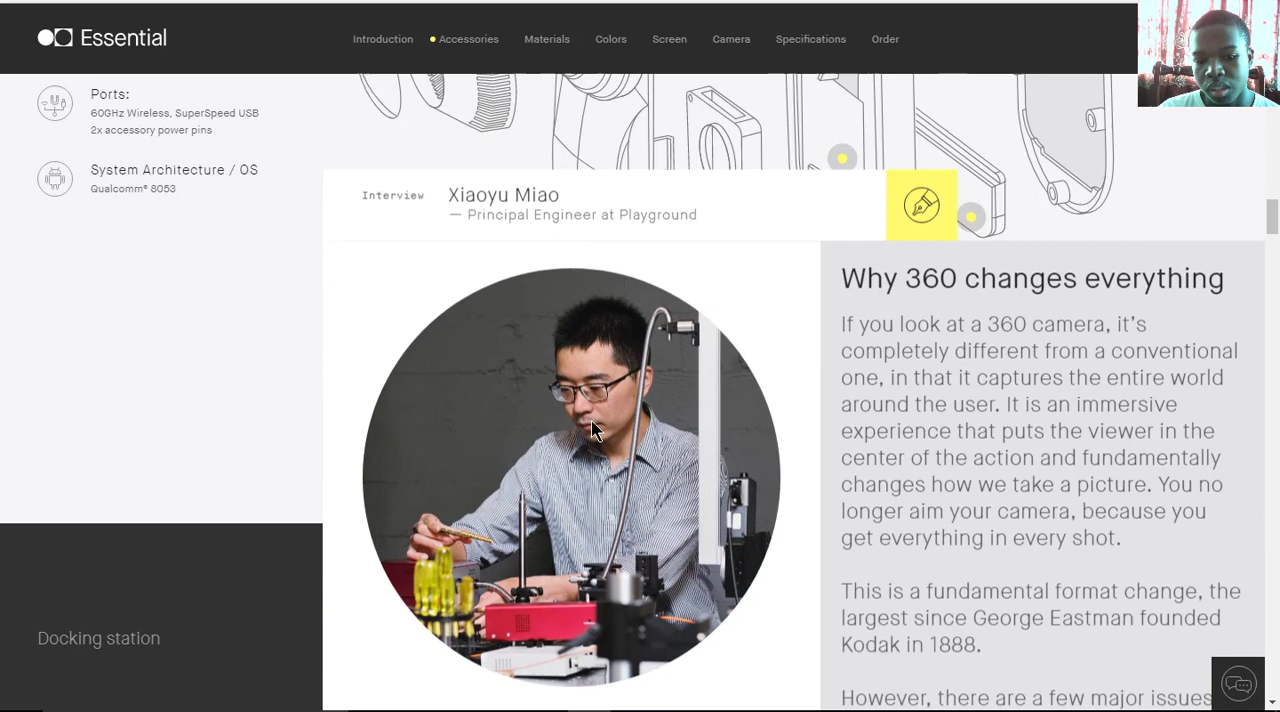 Essential
Introduction
Accessories
Materials
Colors
Screen
Camera
Specifications
Order
Ports:
60GHz Wireless, SuperSpeed USB
2x accessory power pins
System Architecture / OS
Qualcomm® 8053
Interview
Xiaoyu Miao
— Principal Engineer at Playground
Why 360 changes everything
If you look at a 360 camera, it's
completely different from a conventional
one, in that it captures the entire world
around the user. It is an immersive
experience that puts the viewer in the
center of the action and fundamentally
changes how we take a picture. You no
longer aim your camera, because you
get everything in every shot.
This is a fundamental format change, the
largest since George Eastman founded
Kodak in 1888.
However, there are a few major issues
Docking station